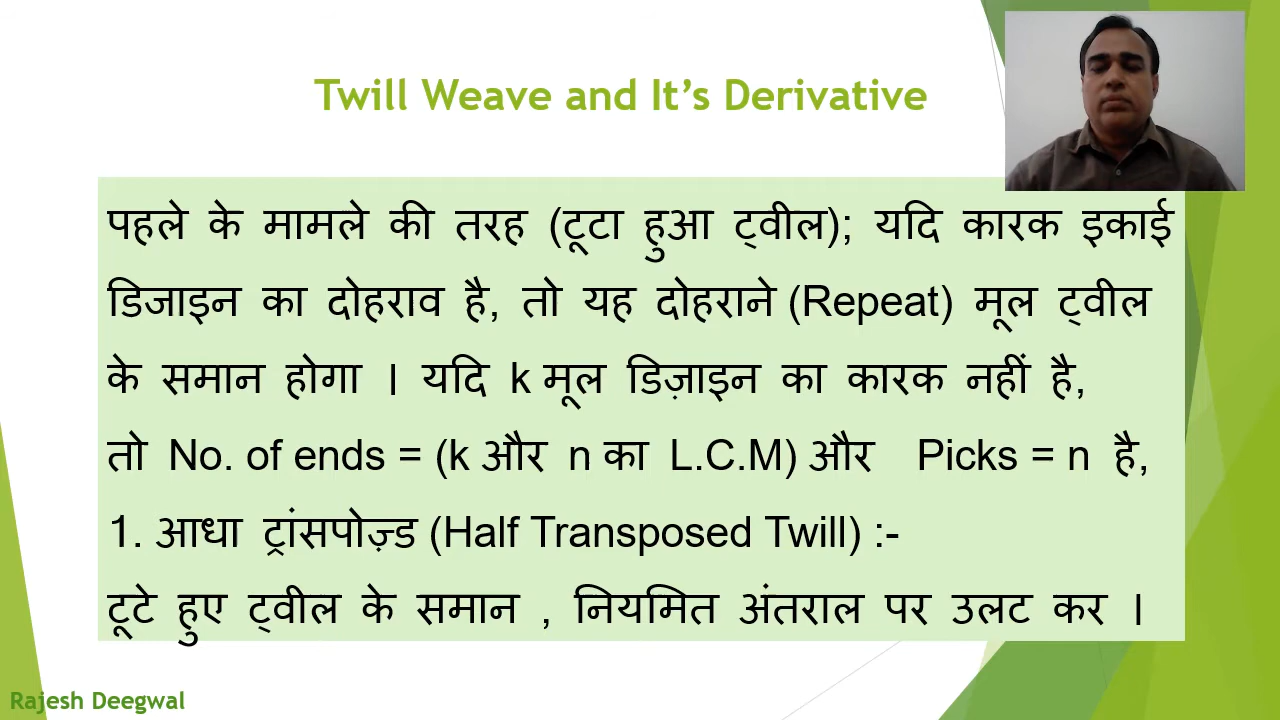 Twill Weave and It's Derivative
पहले के मामले की तरह (टूटा हुआ ट्वील); यदि कारक इकाई
डिजाइन का दोहराव है, तो यह दोहराने (Repeat) मूल ट्वील
के समान होगा । यदि k मूल डिज़ाइन का कारक नहीं है,
तो No. of ends = (k और n का L.C.M) और Picks = n है,
1. आधा ट्रांसपोज़्ड (Half Transposed Twill) :-
टूटे हुए ट्वील के समान , नियमित अंतराल पर उलट कर ।
Rajesh Deegwal